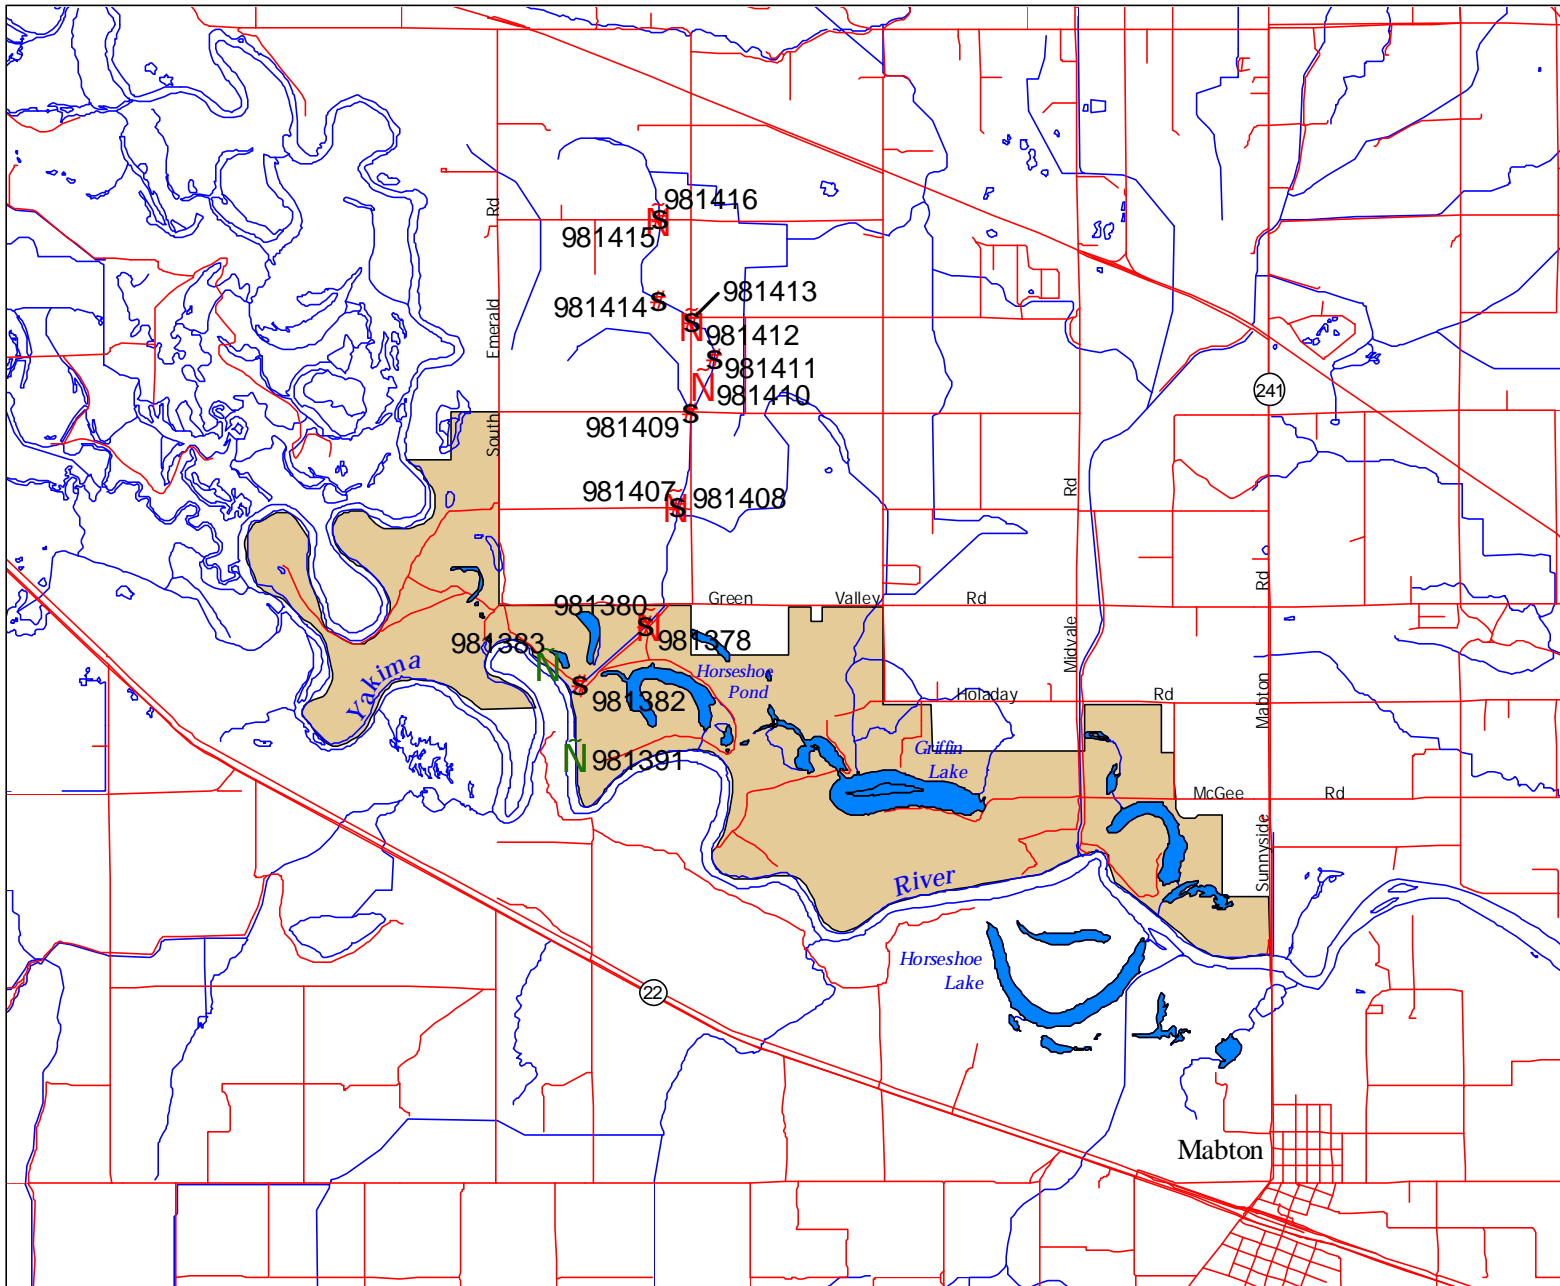 981416
Rd
981415
981413
981414
Emerald
981412
981411
241
981410
South
981409
981407
981408
Rd
Rd
Green Valley Rd
981380
981378
981383
Midvale
Yakima
Horseshoe
Pond
Holaday Rd
981382
Mabton
Griffin
Lake
981391
McGee Rd
Sunnyside
River
Horseshoe
Lake
22
Mabton